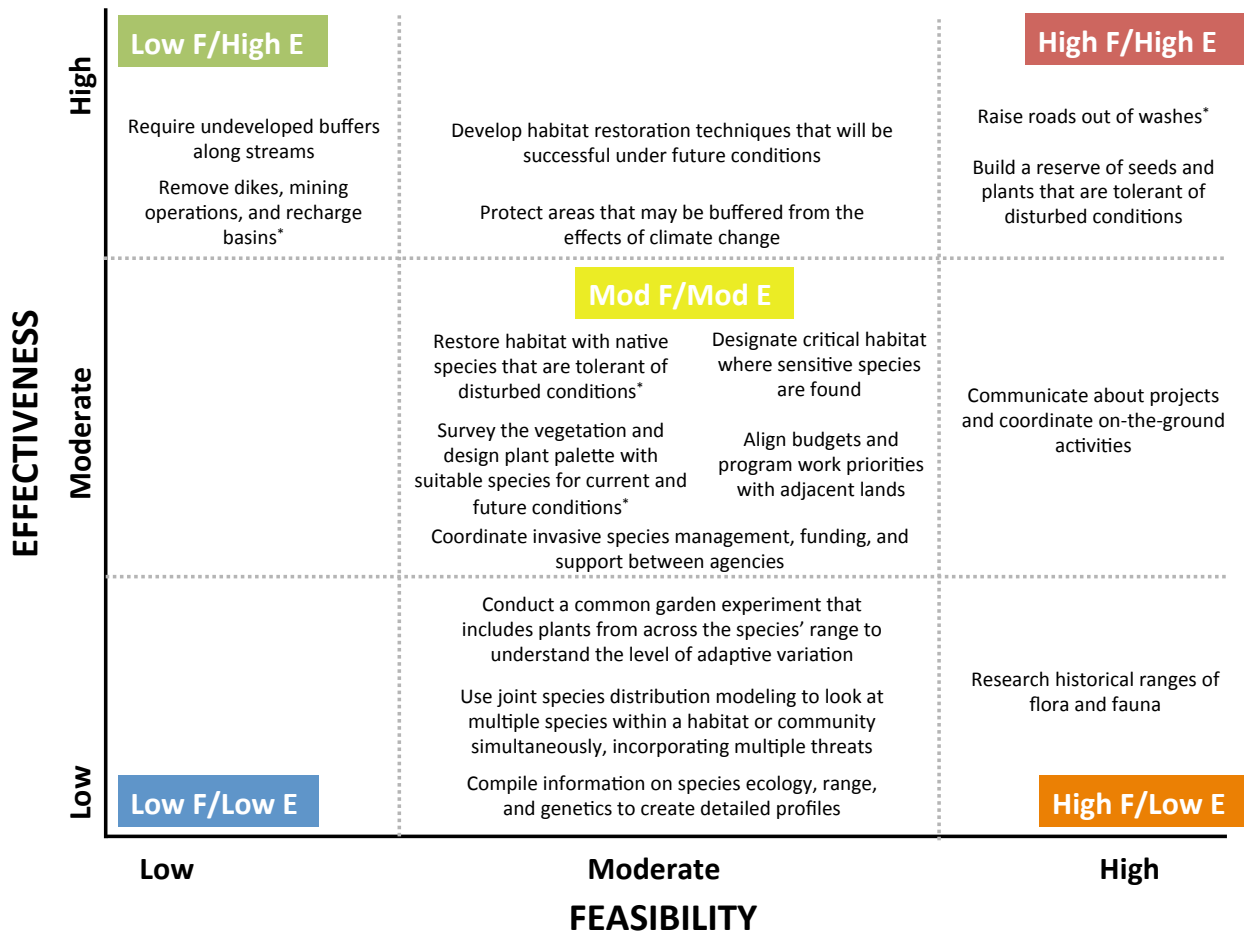 EFFECTIVENESS
High
Moderate
Low
Low F/High E
Require undeveloped buffers
along streams
Remove dikes, mining
operations, and recharge
basins*
Develop habitat restoration techniques that will be
successful under future conditions
Protect areas that may be buffered from the
effects of climate change
High F/High E
Raise roads out of washes*
Build a reserve of seeds and
plants that are tolerant of
disturbed conditions
Mod F/Mod E
Restore habitat with native
species that are tolerant of
disturbed conditions*
Designate critical habitat
where sensitive species
are found
Survey the vegetation and
design plant palette with
suitable species for current and
future conditions*
Align budgets and
program work priorities
with adjacent lands
Coordinate invasive species management, funding, and
support between agencies
Communicate about projects
and coordinate on-the-ground
activities
Conduct a common garden experiment that
includes plants from across the species’ range to
understand the level of adaptive variation
Use joint species distribution modeling to look at
multiple species within a habitat or community
simultaneously, incorporating multiple threats
Compile information on species ecology, range,
and genetics to create detailed profiles
Research historical ranges of
flora and fauna
Low F/Low E
High F/Low E
Low
Moderate
High
FEASIBILITY